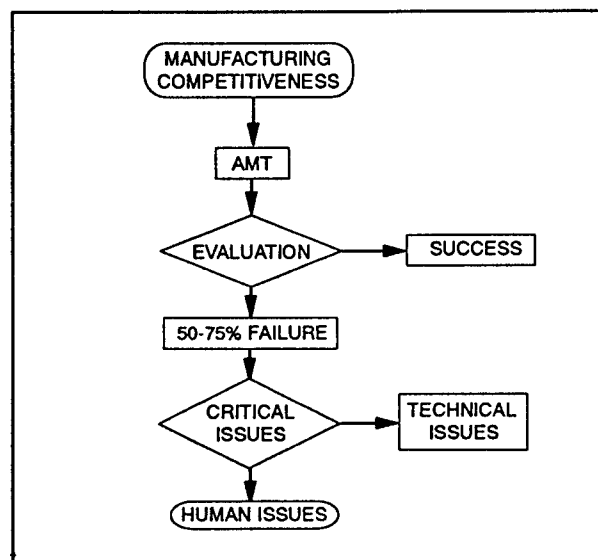 MANUFACTURING
COMPETITIVENESS
AMT
EVALUATION
SUCCESS
50-75% FAILURE
CRITICAL
ISSUES
TECHNICAL
ISSUES
HUMAN ISSUES